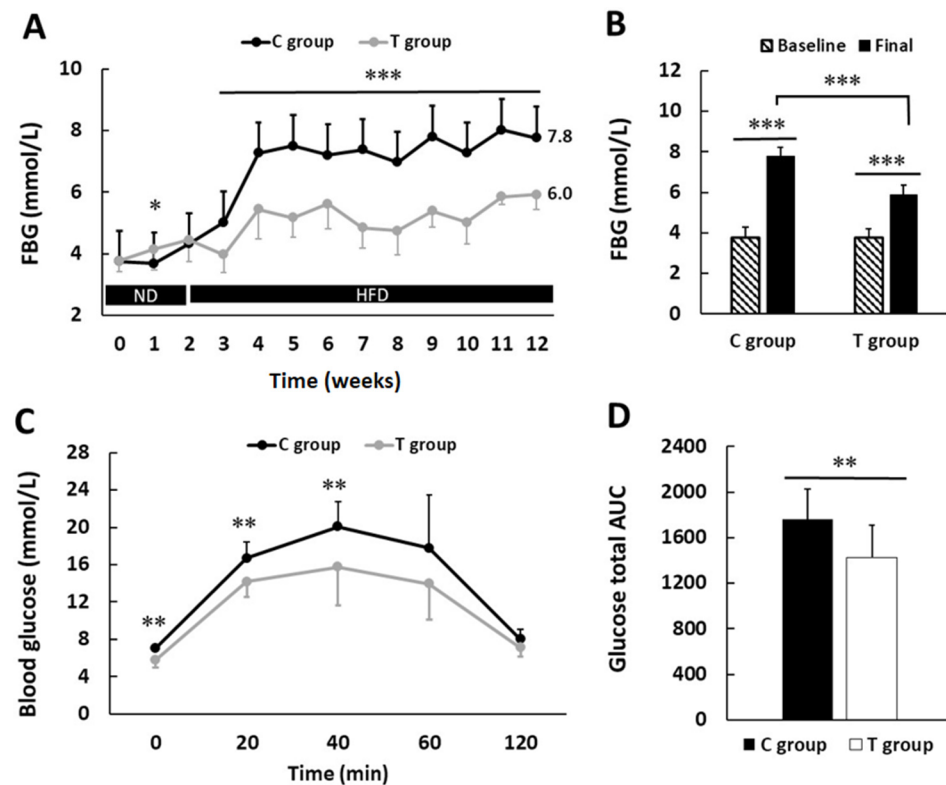 A
C group T group
***
10
8
6
4
2
FBG (mmol/L)
*
7.8
6.0
ND HFD
0 1 2 3 4 5 6 7 8 9 10 11 12
Time (weeks)
B
Baseline Final
12
10
8
6
4
2
0
FBG (mmol/L)
***
***
***
C group T group
C
C group T group
28
24
20
16
12
8
4
0
Blood glucose (mmol/L)
**
**
**
0 20 40 60 120
Time (min)
D
2400
2000
1600
1200
800
400
0
Glucose total AUC
**
C group T group